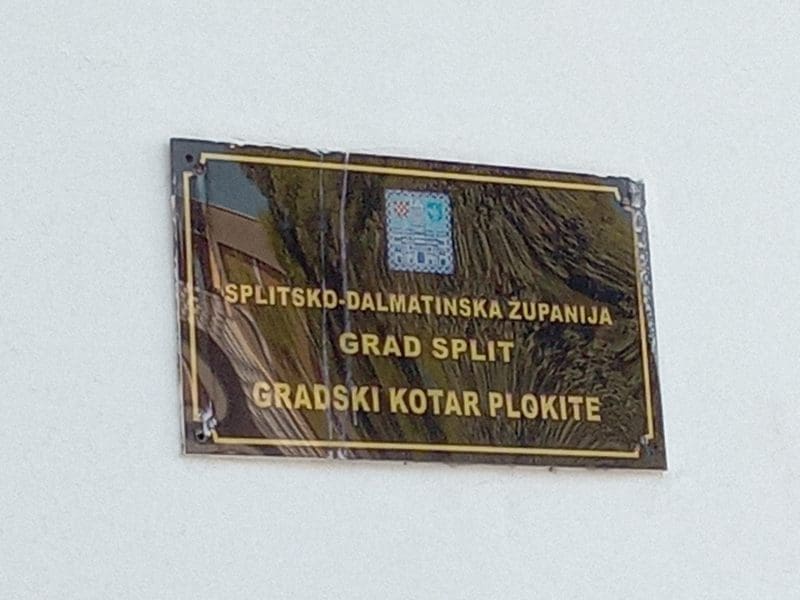 SPLITSKO-DALMATINSKA ŽUPANIJA
GRAD SPLIT
GRADSKI KOTAR PLOKITE